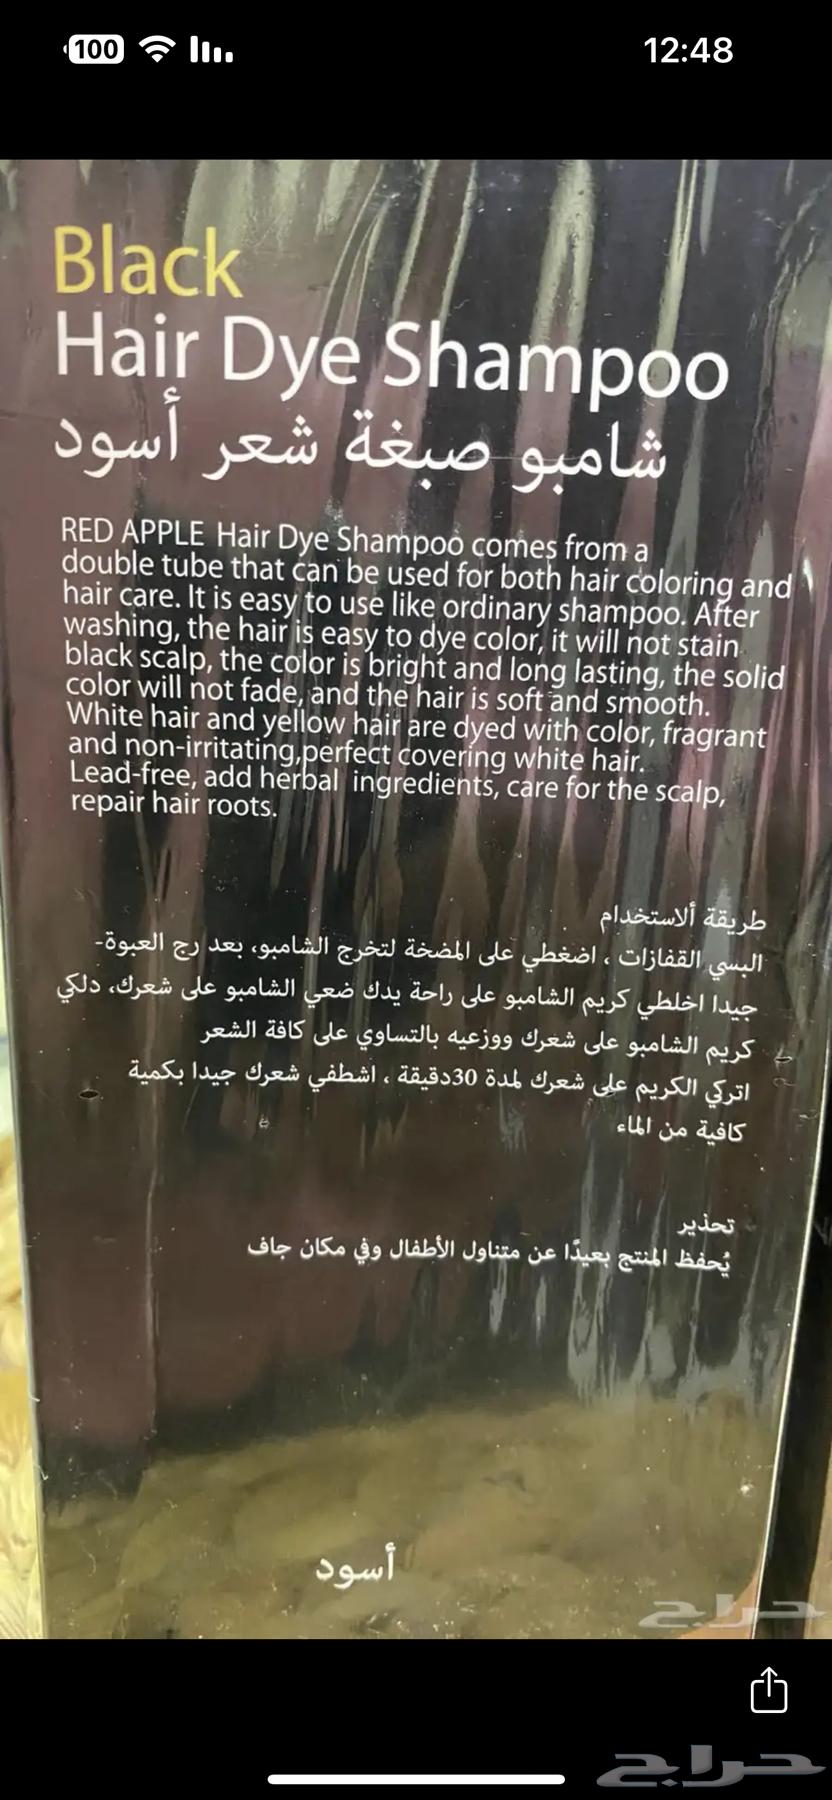 100
12:48
Black
Hair Dye Shampoo
شامبو صبغة شعر أسود
RED APPLE Hair Dye Shampoo comes from a
double tube that can be used for both hair coloring and
hair care. It is easy to use like ordinary shampoo. After
washing, the hair is easy to dye color, it will not stain
black scalp, the color is bright and long lasting, the solid
color will not fade, and the hair is soft and smooth.
White hair and yellow hair are dyed with color, fragrant
and non-irritating,perfect covering white hair.
Lead-free, add herbal ingredients, care for the scalp,
repair hair roots.
طريقة ألاستخدام
البسي القفازات ، اضغطي على المضخة لتخرج الشامبو، بعد رج العبوة-
جيدا اخلطي كريم الشامبو على راحة يدك ضعي الشامبو على شعرك، دلكي
كريم الشامبو على شعرك ووزعيه بالتساوي على كافة الشعر
اتركي الكريم على شعرك لمدة 30دقيقة ، اشطفي شعرك جيدا بكمية
كافية من الماء
تحذير
يُحفظ المنتج بعيدًا عن متناول الأطفال وفي مكان جاف
أسود
حراج
حراج